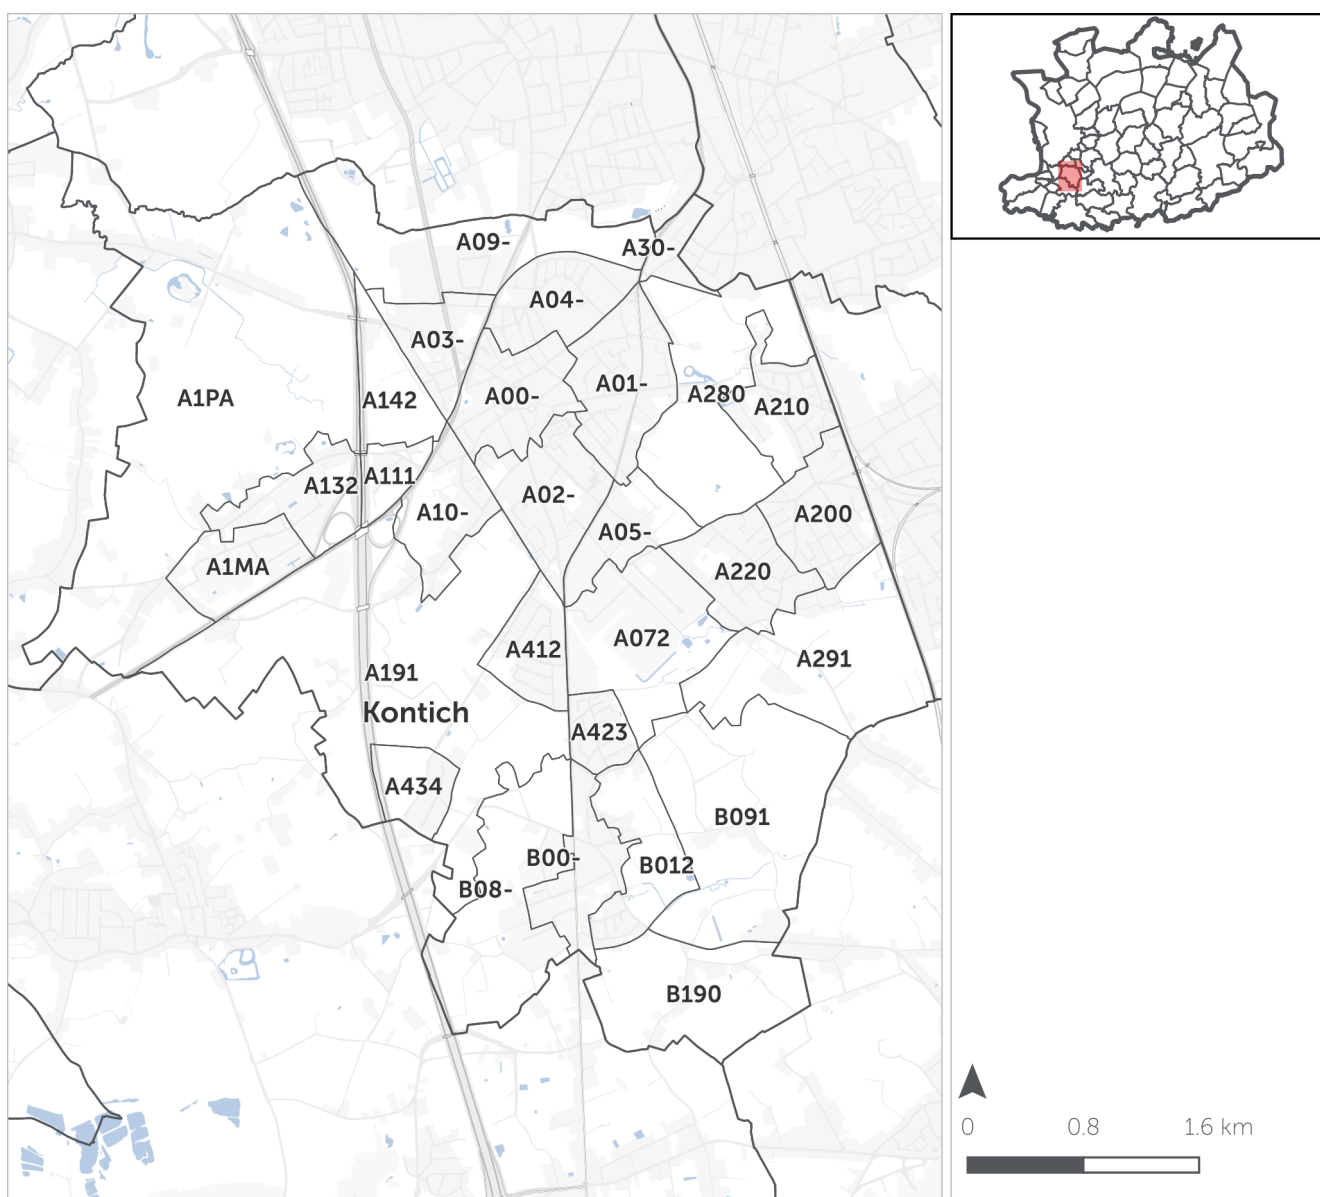 A09-
A30-
A04-
A03-
A01-
A280
A1PA
A142
A00-
A210
A132
A111
A02-
A10-
A200
A05-
A1MA
A220
A072
A412
A291
A191
Kontich
A423
A434
B091
B00-
B012
B08-
B190
0 0.8 1.6 km